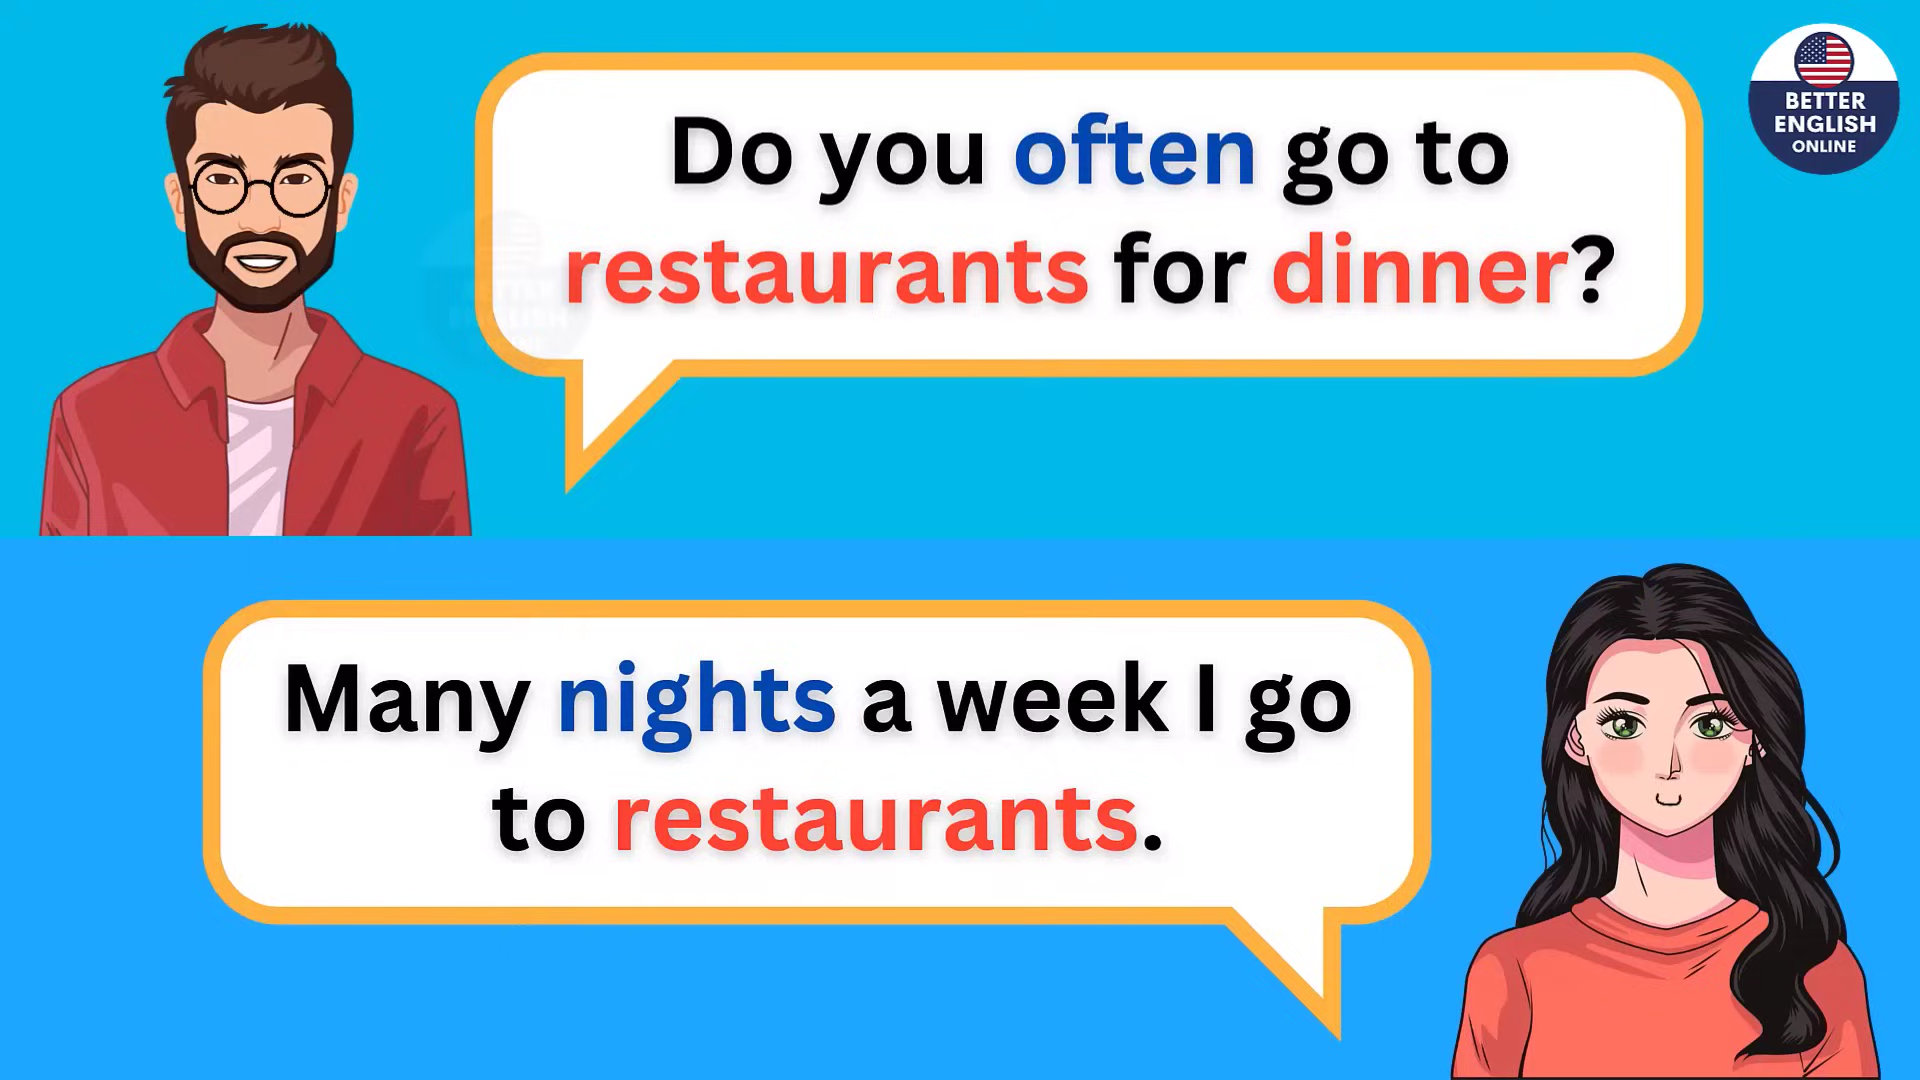 Do you often go to
restaurants for dinner?
BETTER
ENGLISH
ONLINE
Many nights a week I go
to restaurants.